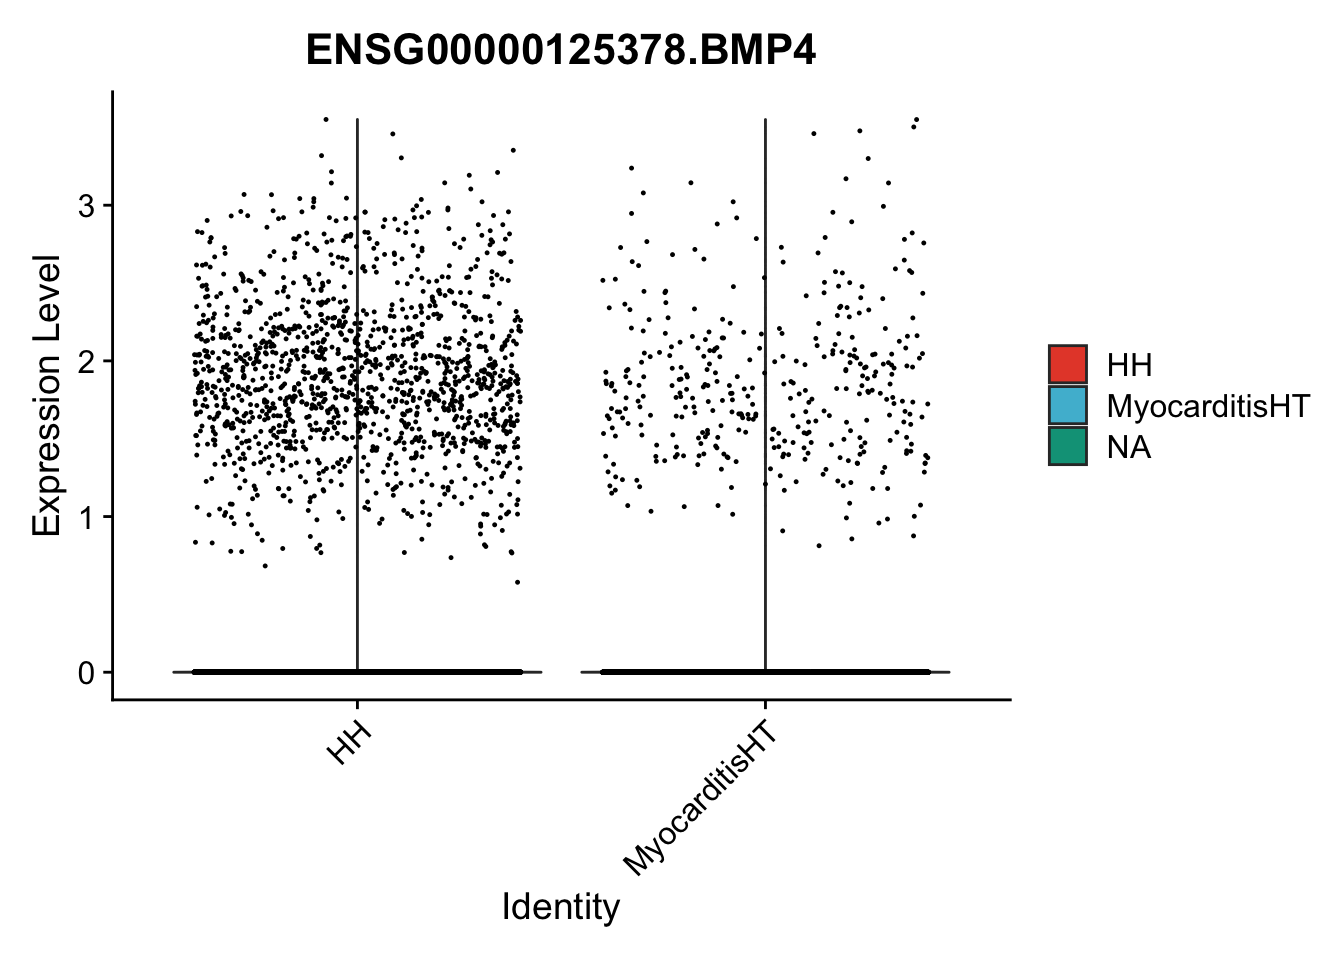 ENSG00000125378.BMP4
Expression Level
3
2
1
0
HH
MyocarditisHT
Identity
HH
MyocarditisHT
NA